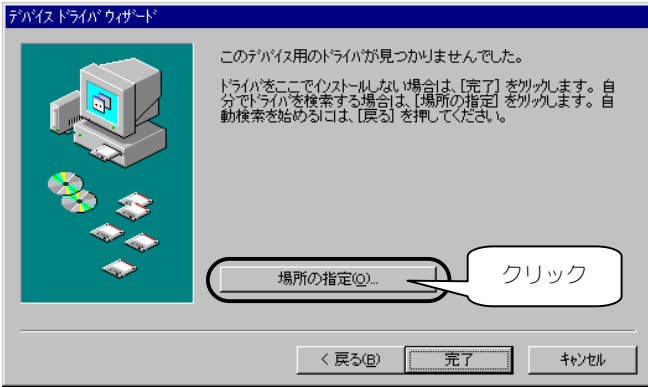 ﾃﾞﾊﾞｲｽ ﾄﾞﾗｲﾊﾞ ｳｨｻﾞｰﾄﾞ
このﾃﾞﾊﾞｲｽ用のﾄﾞﾗｲﾊﾞが見つかりませんでした。
ﾄﾞﾗｲﾊﾞをここでｲﾝｽﾄｰﾙしない場合は、[完了] をｸﾘｯｸします。自
分でﾄﾞﾗｲﾊﾞを検索する場合は、[場所の指定] をｸﾘｯｸします。自
動検索を始めるには、[戻る] を押してください。
場所の指定(O)...
クリック
< 戻る(B)
完了
ｷｬﾝｾﾙ